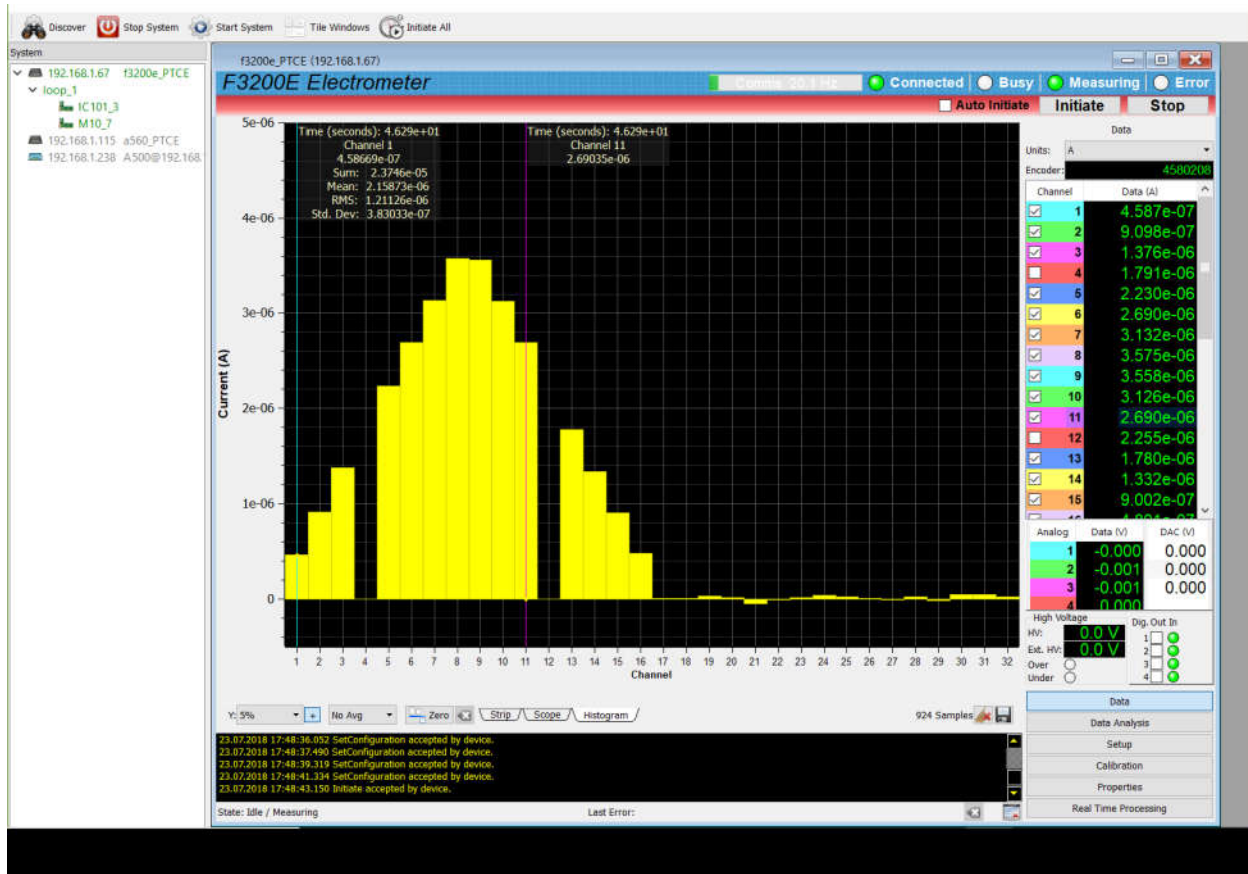 Discover Stop System Start System Tile Windows Initiate All
System
192.168.1.67 f3200e_PTCE
loop_1
IC101_3
M10_7
192.168.1.115 a560_PTCE
192.168.1.238 A500@192.168.
f3200e_PTCE (192.168.1.67)
F3200E Electrometer
Comms 20.1 Hz Connected Busy Measuring Error
Auto Initiate Initiate Stop
5e-06
4e-06
3e-06
2e-06
1e-06
0
Current (A)
Time (seconds): 4.629e+01
Channel 1
4.58669e-07
Sum: 2.3746e-05
Mean: 2.15873e-06
RMS: 1.21126e-06
Std. Dev: 3.83033e-07
Time (seconds): 4.629e+01
Channel 11
2.69035e-06
1 2 3 4 5 6 7 8 9 10 11 12 13 14 15 16 17 18 19 20 21 22 23 24 25 26 27 28 29 30 31 32
Channel
Data
Units: A
Encoder: 4580208
Channel Data (A)
1 4.587e-07
2 9.098e-07
3 1.376e-06
4 1.791e-06
5 2.230e-06
6 2.690e-06
7 3.132e-06
8 3.575e-06
9 3.558e-06
10 3.126e-06
11 2.690e-06
12 2.255e-06
13 1.780e-06
14 1.332e-06
15 9.002e-07
Analog Data (V) DAC (V)
1 -0.000 0.000
2 -0.001 0.000
3 -0.001 0.000
4 0.000
High Voltage
HV: 0.0 V
Ext. HV: 0.0 V
Over
Under
Dig. Out In
1
2
3
4
Y: 5% + No Avg Zero Strip Scope Histogram 924 Samples
23.07.2018 17:48:36.052 SetConfiguration accepted by device.
23.07.2018 17:48:37.490 SetConfiguration accepted by device.
23.07.2018 17:48:39.319 SetConfiguration accepted by device.
23.07.2018 17:48:41.334 SetConfiguration accepted by device.
23.07.2018 17:48:43.150 Initiate accepted by device.
State: Idle / Measuring Last Error:
Data
Data Analysis
Setup
Calibration
Properties
Real Time Processing